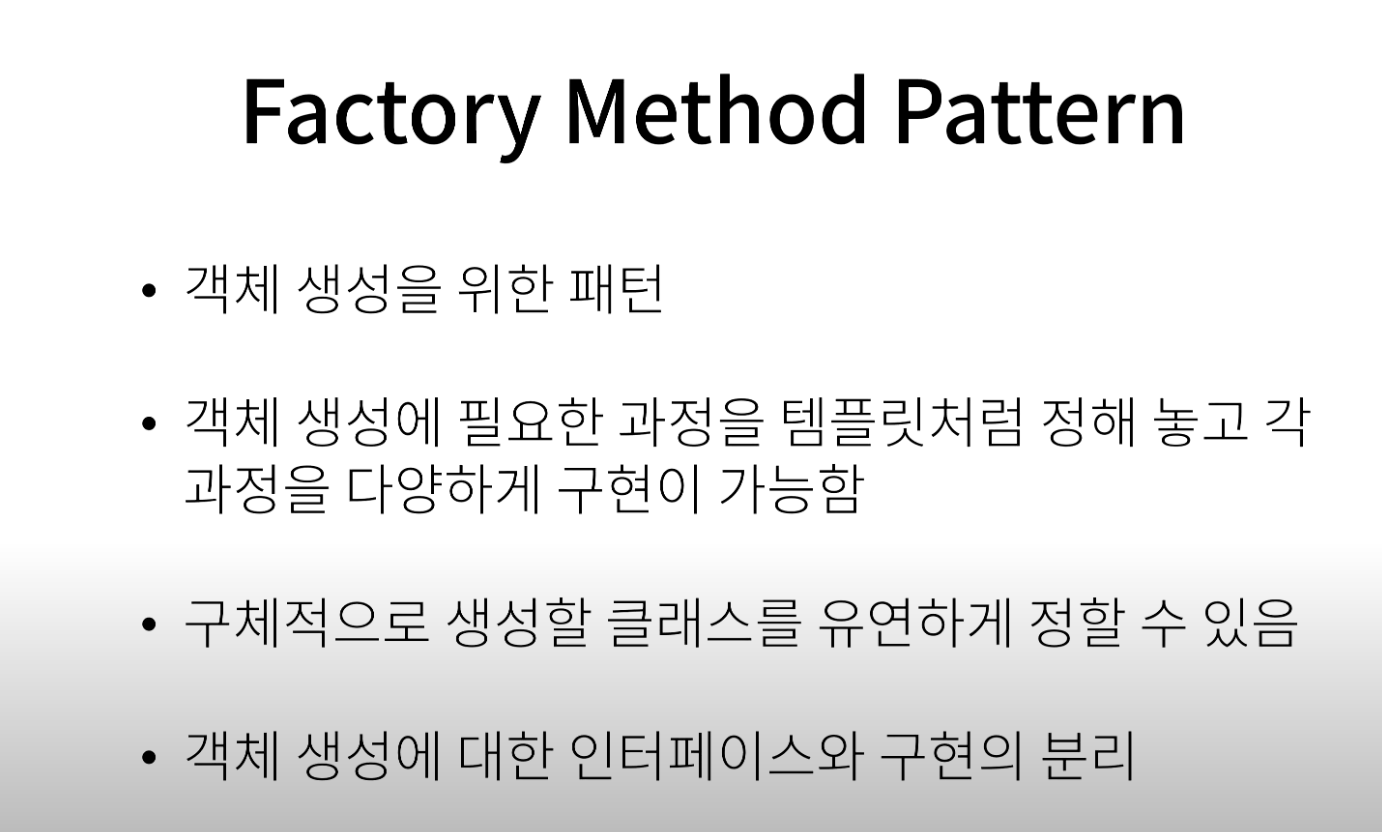 Factory Method Pattern
• 객체 생성을 위한 패턴
• 객체 생성에 필요한 과정을 템플릿처럼 정해 놓고 각
과정을 다양하게 구현이 가능함
• 구체적으로 생성할 클래스를 유연하게 정할 수 있음
• 객체 생성에 대한 인터페이스와 구현의 분리